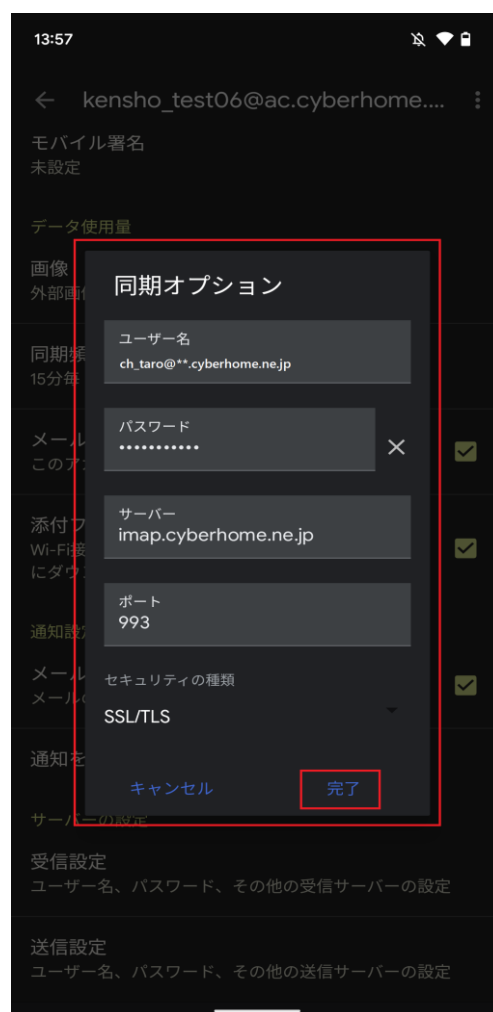 13:57
kensho_test06@ac.cyberhome....
モバイル署名
未設定
データ使用量
画像
外部画
同期頻
15分毎
同期オプション
ユーザー名
ch_taro@**.cyberhome.ne.jp
パスワード
•••••••••••
サーバー
imap.cyberhome.ne.jp
ポート
993
セキュリティの種類
SSL/TLS
キャンセル
完了
メール
このア
添付フ
Wi-Fi接
にダウ
通知設
メール
メールの
通知を
サーバーの設定
受信設定
ユーザー名、パスワード、その他の受信サーバーの設定
送信設定
ユーザー名、パスワード、その他の送信サーバーの設定